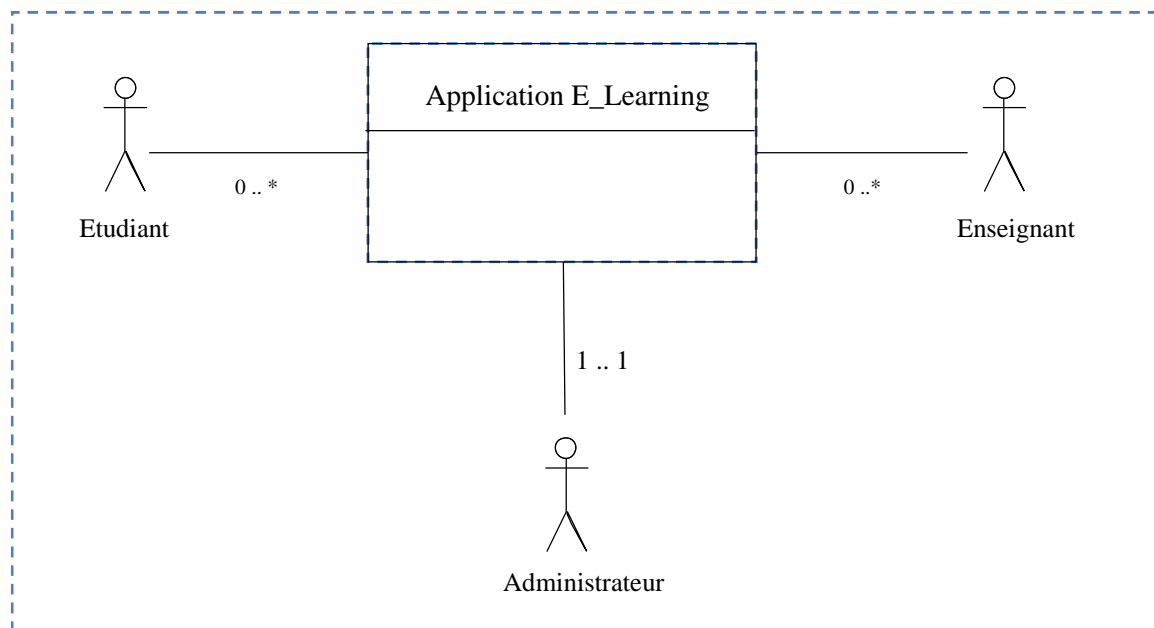 Application E_Learning
0 .. *
0 ..*
Etudiant
Enseignant
1 .. 1
Administrateur